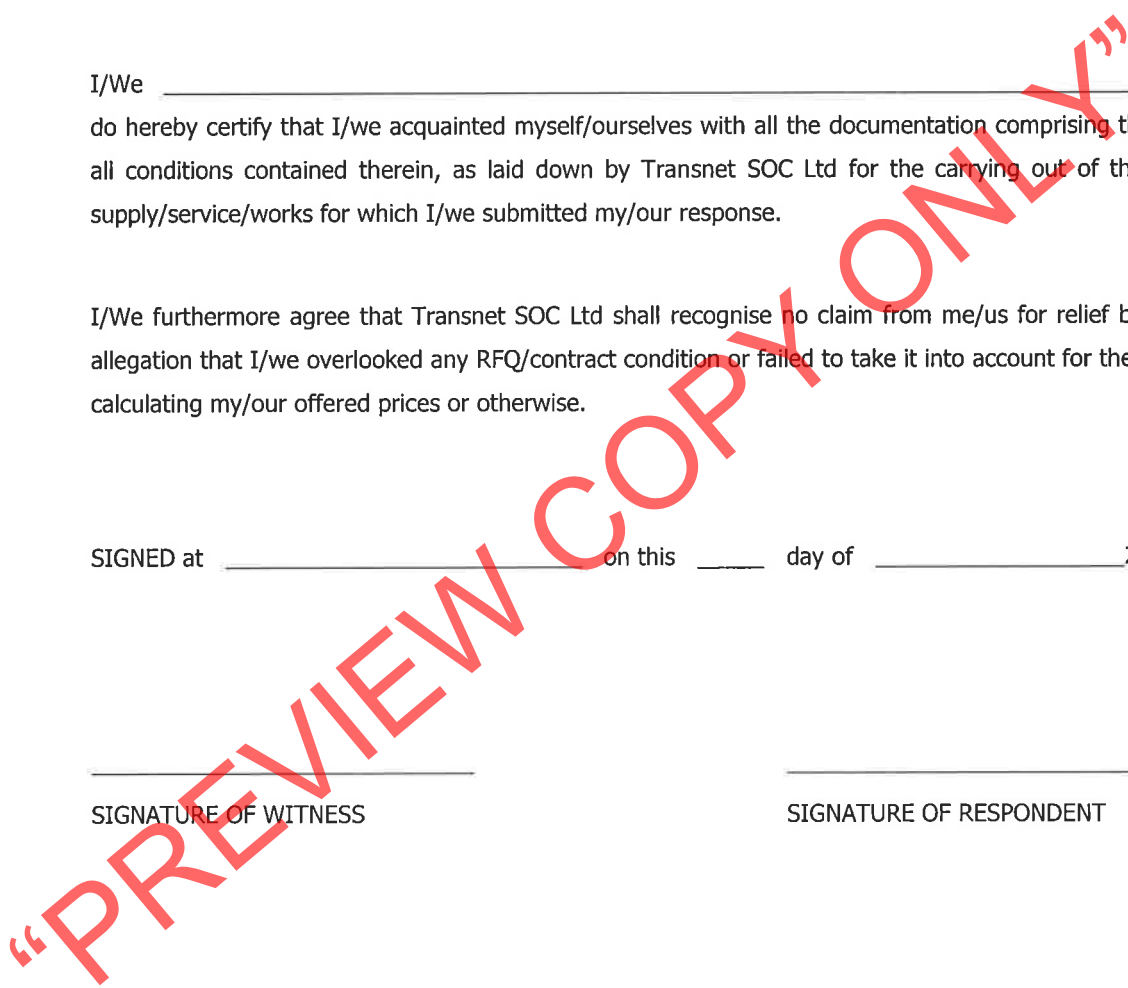 I/We
do hereby certify that I/we acquainted myself/ourselves with all the documentation comprising
all conditions contained therein, as laid down by Transnet SOC Ltd for the carrying out of
supply/service/works for which I/we submitted my/our response.
I/We furthermore agree that Transnet SOC Ltd shall recognise no claim from me/us for relief
allegation that I/we overlooked any RFQ/contract condition or failed to take it into account for
calculating my/our offered prices or otherwise.
SIGNED at on this day of
SIGNATURE OF WITNESS SIGNATURE OF RESPONDENT
“PREVIEW COPY ONLY”